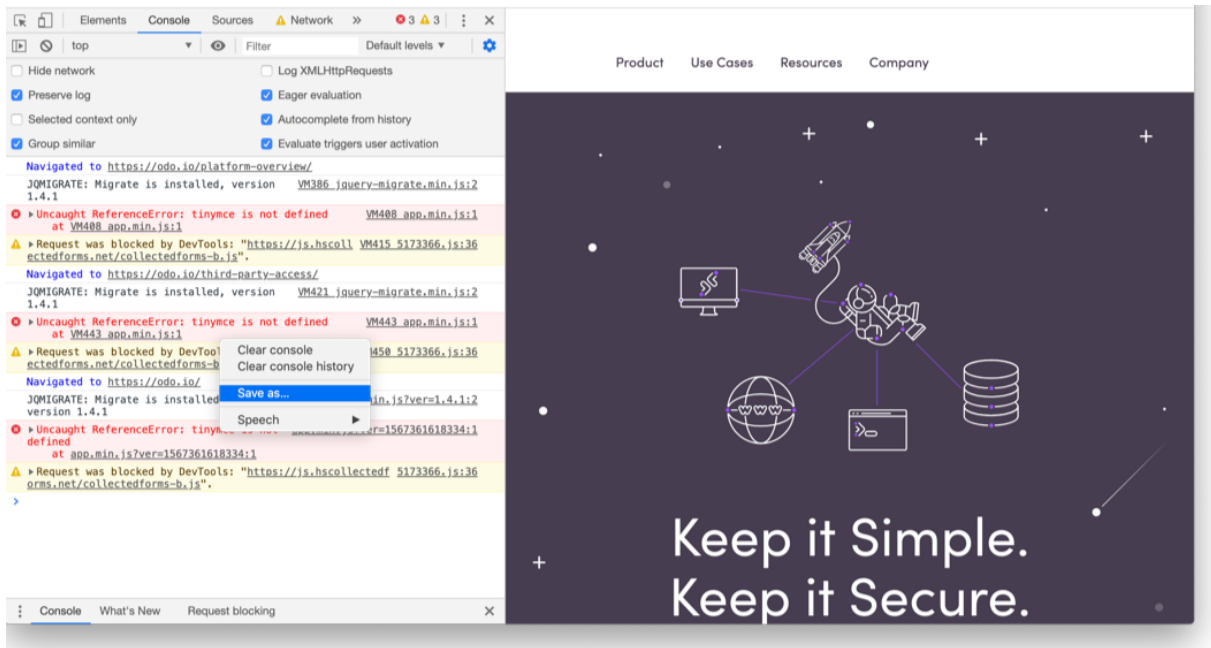 Elements Console Sources Network » 3 3
top Filter Default levels ▼
Hide network Log XMLHttpRequests
Preserve log Eager evaluation
Selected context only Autocomplete from history
Group similar Evaluate triggers user activation
Navigated to https://odo.io/platform-overview/
JQMIGRATE: Migrate is installed, version VM386 jquery-migrate.min.js:2
1.4.1
Uncaught ReferenceError: tinymce is not defined VM408 app.min.js:1
at VM408 app.min.js:1
Request was blocked by DevTools: "https://js.hscoll VM415 5173366.js:36
ectedforms.net/collectedforms-b.js".
Navigated to https://odo.io/third-party-access/
JQMIGRATE: Migrate is installed, version VM421 jquery-migrate.min.js:2
1.4.1
Uncaught ReferenceError: tinymce is not defined VM443 app.min.js:1
at VM443 app.min.js:1
Request was blocked by DevTool M450 5173366.js:36
ectedforms.net/collectedforms-b
Navigated to https://odo.io/
JQMIGRATE: Migrate is installed in.js?ver=1.4.1:2
version 1.4.1
Uncaught ReferenceError: tinymce is not app.min.js?ver=1567361618334:1
defined
at app.min.js?ver=1567361618334:1
Request was blocked by DevTools: "https://js.hscollectedf 5173366.js:36
orms.net/collectedforms-b.js".
>
Clear console
Clear console history
Save as...
Speech
Console What's New Request blocking
Product Use Cases Resources Company
WWW
Keep it Simple.
Keep it Secure.